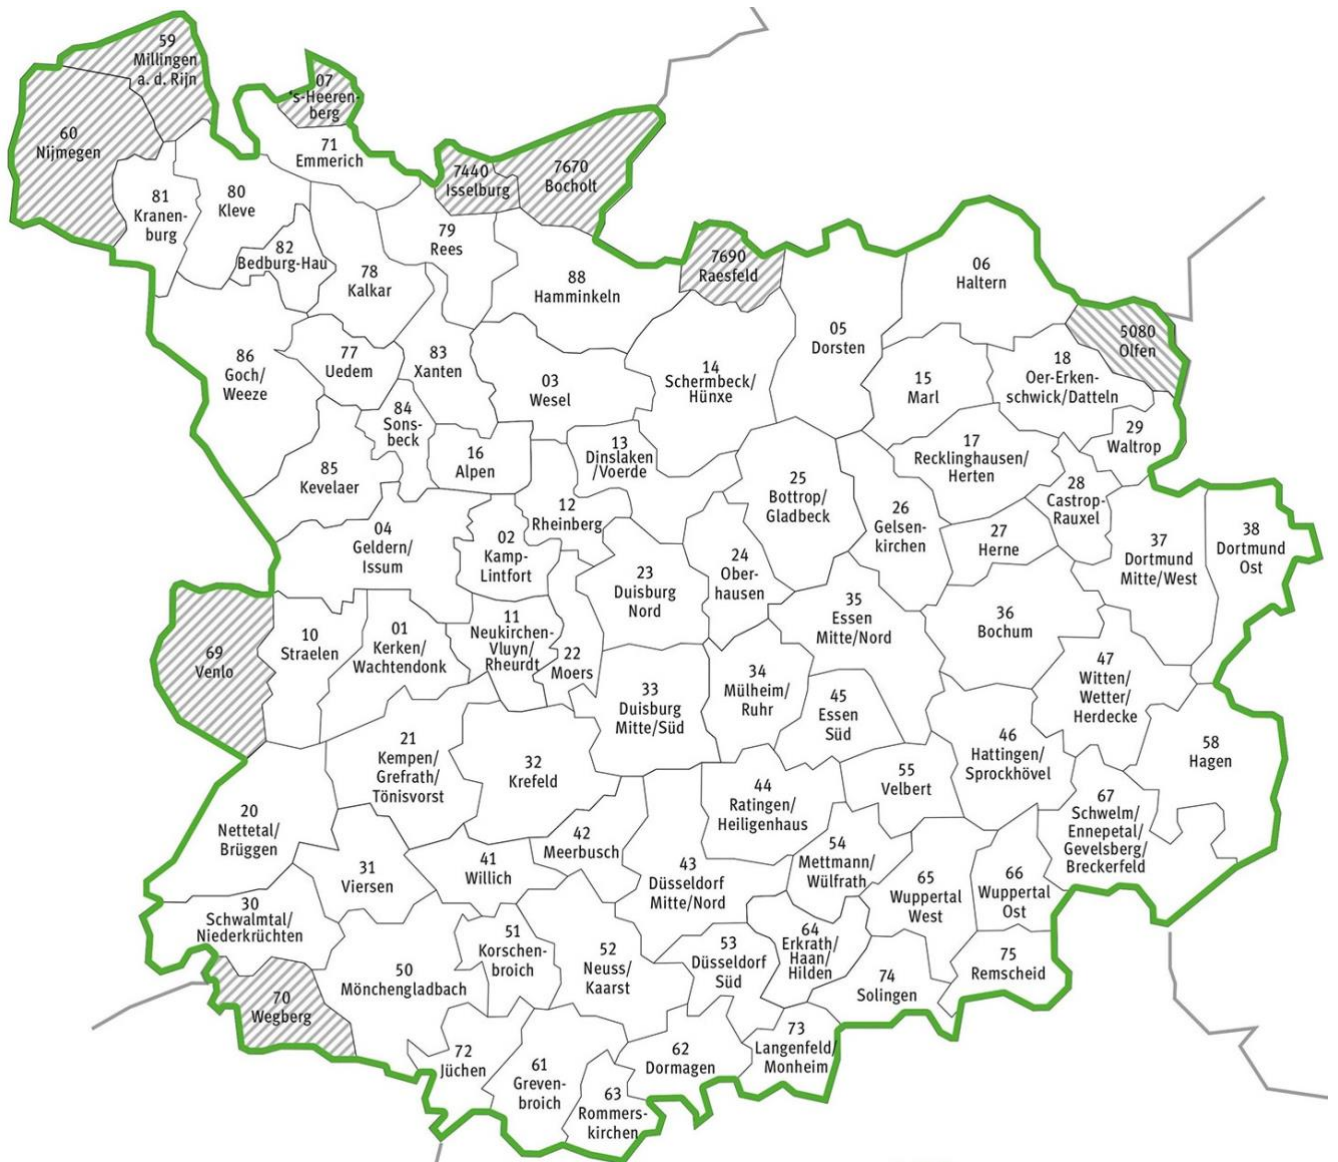 59
Millingen
a. d. Rijn
07
's-Heeren-
berg
60
Nijmegen
71
Emmerich
7440
Isselburg
7670
Bocholt
81
Kranen-
burg
80
Kleve
82
Bedburg-Hau
79
Rees
78
Kalkar
88
Hamminkeln
7690
Raesfeld
06
Haltern
05
Dorsten
5080
Olfen
86
Goch/
Weeze
77
Uedem
83
Xanten
03
Wesel
14
Schermbeck/
Hünxe
15
Marl
18
Oer-Erken-
schwick/Datteln
84
Sons-
beck
29
Waltrop
85
Kevelaer
16
Alpen
13
Dinslaken
/Voerde
17
Recklinghausen/
Herten
25
Bottrop/
Gladbeck
28
Castrop-
Rauxel
12
Rheinberg
26
Gelsen-
kirchen
04
Geldern/
Issum
02
Kamp-
Lintfort
27
Herne
37
Dortmund
Mitte/West
38
Dortmund
Ost
24
Ober-
hausen
23
Duisburg
Nord
35
Essen
Mitte/Nord
36
Bochum
69
Venlo
10
Straelen
01
Kerken/
Wachtendonk
11
Neukirchen-
Vluyn/
Rheurdt
22
Moers
47
Witten/
Wetter/
Herdecke
34
Mülheim/
Ruhr
33
Duisburg
Mitte/Süd
45
Essen
Süd
46
Hattingen/
Sprockhövel
58
Hagen
21
Kempen/
Grefrath/
Tönisvorst
32
Krefeld
55
Velbert
44
Ratingen/
Heiligenhaus
67
Schwelm/
Ennepetal/
Gevelsberg/
Breckerfeld
20
Nettetal/
Brüggen
42
Meerbusch
54
Mettmann/
Wülfrath
31
Viersen
41
Willich
43
Düsseldorf
Mitte/Nord
65
Wuppertal
West
66
Wuppertal
Ost
30
Schwalmtal/
Niederkrüchten
51
Korschen-
broich
52
Neuss/
Kaarst
53
Düsseldorf
Süd
64
Erkrath/
Haan/
Hilden
75
Remscheid
50
Mönchengladbach
74
Solingen
70
Wegberg
73
Langenfeld/
Monheim
72
Jüchen
62
Dormagen
61
Greven-
broich
63
Rommers-
kirchen